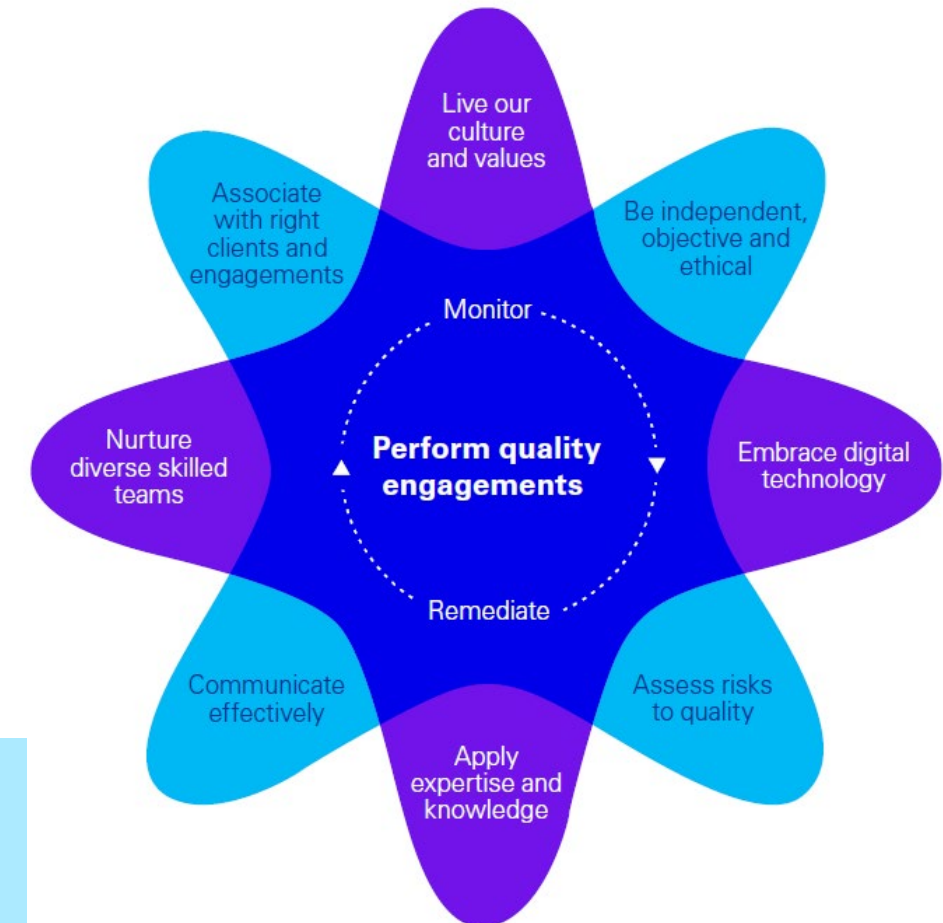 Live our
culture
and values
Associate
with right
clients and
engagements
Be independent,
objective and
ethical
Monitor
Nurture
diverse skilled
teams
Perform quality
engagements
Embrace digital
technology
Remediate
Communicate
effectively
Assess risks
to quality
Apply
expertise and
knowledge